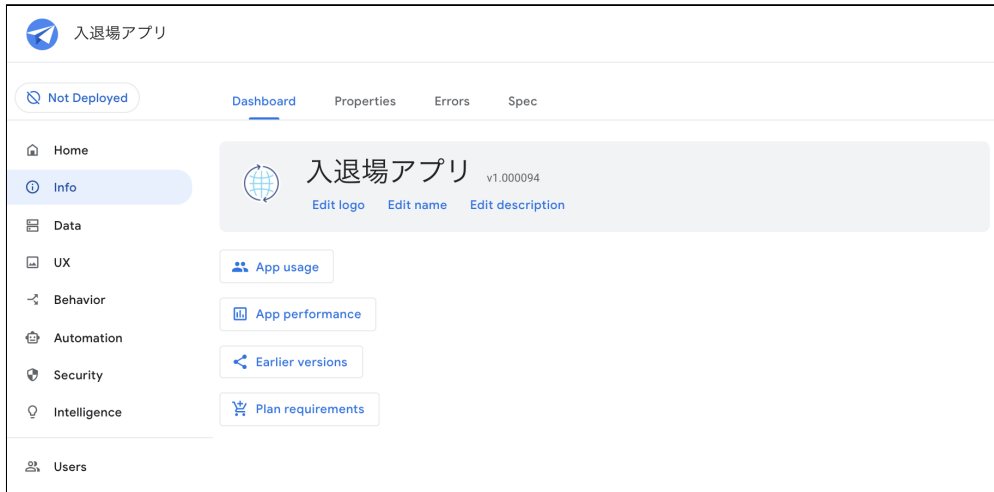 入退場アプリ
Not Deployed
Dashboard Properties Errors Spec
Home
Info
Data
UX
Behavior
Automation
Security
Intelligence
Users
入退場アプリ v1.000094
Edit logo Edit name Edit description
App usage
App performance
Earlier versions
Plan requirements